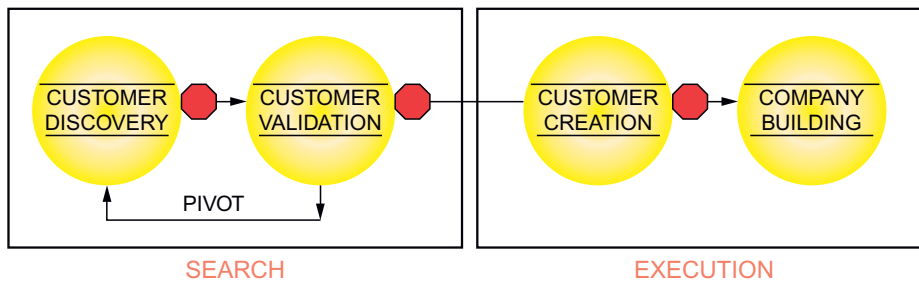 CUSTOMER
DISCOVERY
CUSTOMER
VALIDATION
CUSTOMER
CREATION
COMPANY
BUILDING
PIVOT
SEARCH
EXECUTION